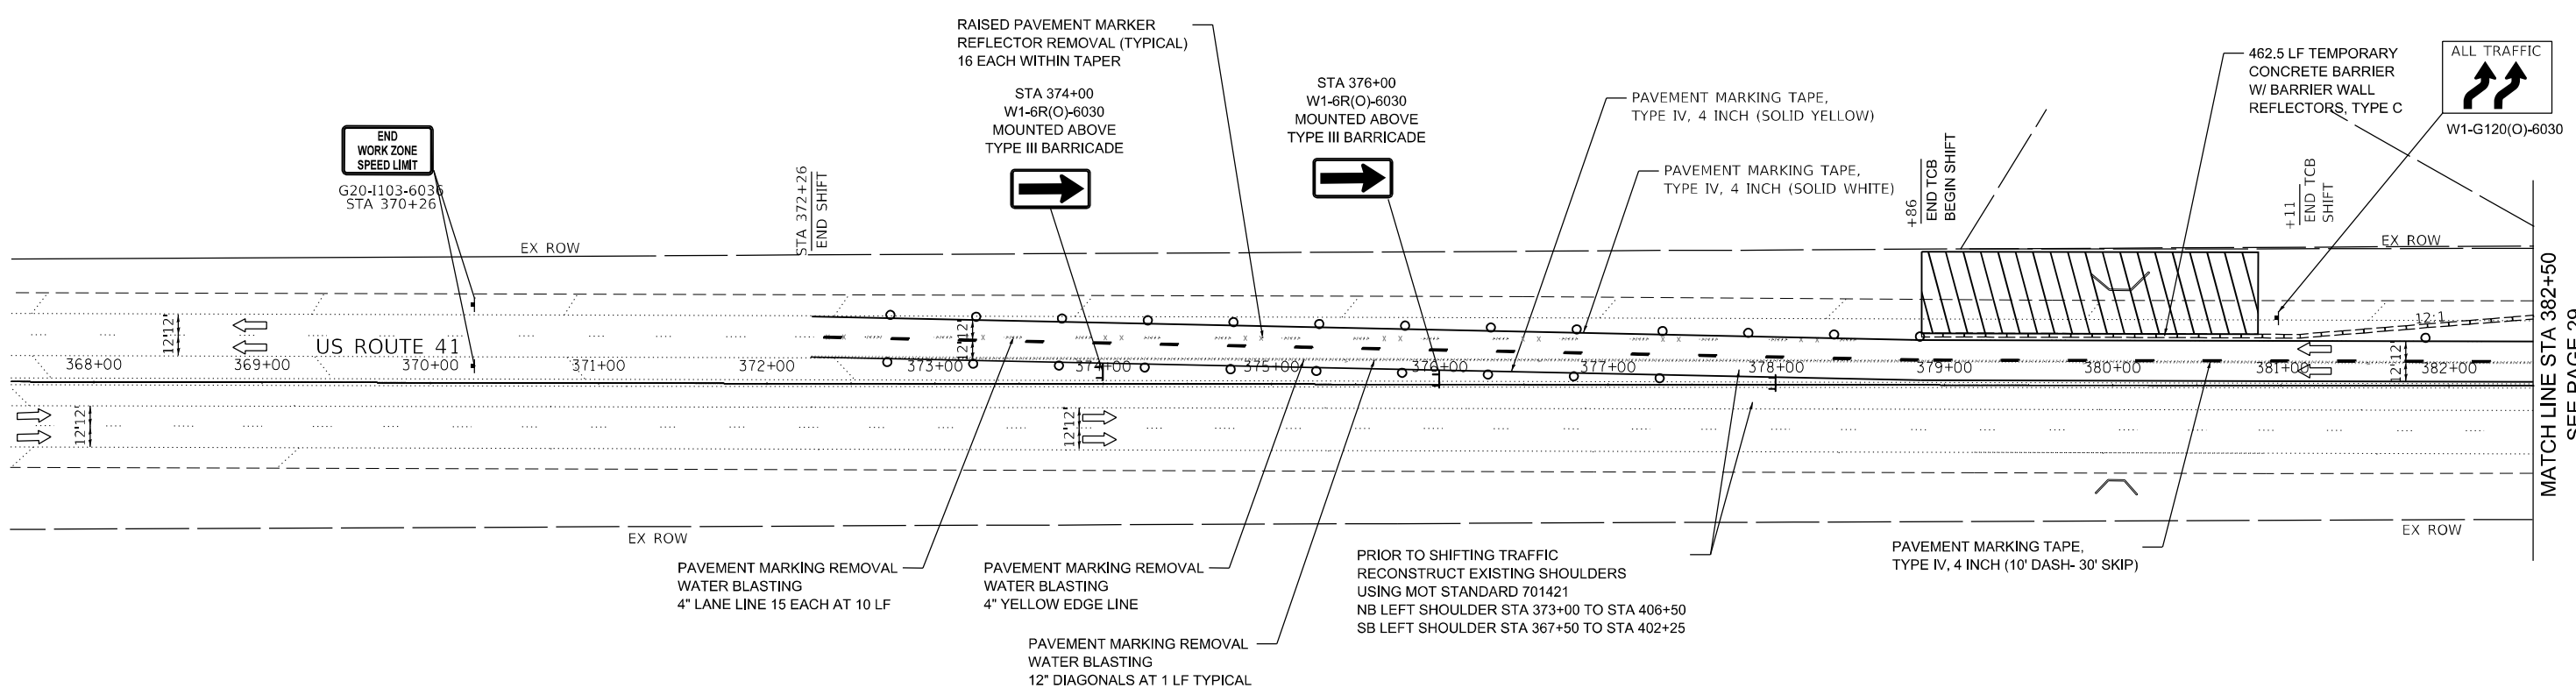 RAISED PAVEMENT MARKER
REFLECTOR REMOVAL (TYPICAL)
16 EACH WITHIN TAPER
STA 374+00
W1-6R(O)-6030
MOUNTED ABOVE
TYPE III BARRICADE
STA 376+00
W1-6R(O)-6030
MOUNTED ABOVE
TYPE III BARRICADE
PAVEMENT MARKING TAPE,
TYPE IV, 4 INCH (SOLID YELLOW)
PAVEMENT MARKING TAPE,
TYPE IV, 4 INCH (SOLID WHITE)
462.5 LF TEMPORARY
CONCRETE BARRIER
W/ BARRIER WALL
REFLECTORS, TYPE C
ALL TRAFFIC
W1-G120(O)-6030
END
WORK ZONE
SPEED LIMIT
G20-I103-6036
STA 370+26
STA 372+26
END SHIFT
+86
END TCB
BEGIN SHIFT
+11
END TCB
SHIFT
EX ROW
EX ROW
12:1
12' 12'
US ROUTE 41
12' 12'
12' 12'
368+00
369+00
370+00
371+00
372+00
373+00
374+00
375+00
376+00
377+00
378+00
379+00
380+00
381+00
382+00
12' 12'
12' 12'
MATCH LINE STA 382+50
SEE PAGE 29
EX ROW
EX ROW
PAVEMENT MARKING REMOVAL
WATER BLASTING
4" LANE LINE 15 EACH AT 10 LF
PAVEMENT MARKING REMOVAL
WATER BLASTING
4" YELLOW EDGE LINE
PAVEMENT MARKING REMOVAL
WATER BLASTING
12" DIAGONALS AT 1 LF TYPICAL
PRIOR TO SHIFTING TRAFFIC
RECONSTRUCT EXISTING SHOULDERS
USING MOT STANDARD 701421
NB LEFT SHOULDER STA 373+00 TO STA 406+50
SB LEFT SHOULDER STA 367+50 TO STA 402+25
PAVEMENT MARKING TAPE,
TYPE IV, 4 INCH (10' DASH- 30' SKIP)